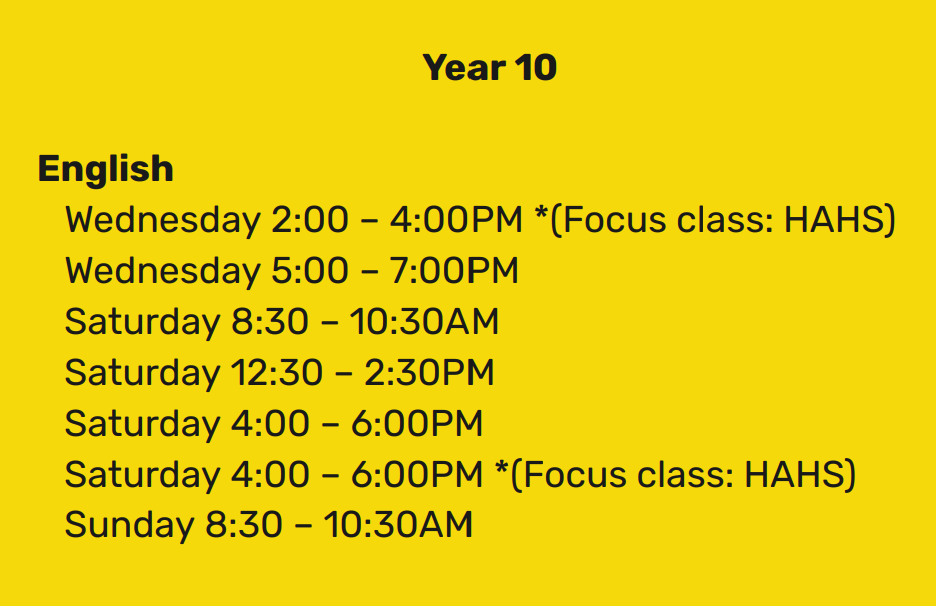 Year 10
English
Wednesday 2:00 – 4:00PM *(Focus class: HAHS)
Wednesday 5:00 – 7:00PM
Saturday 8:30 – 10:30AM
Saturday 12:30 – 2:30PM
Saturday 4:00 – 6:00PM
Saturday 4:00 – 6:00PM *(Focus class: HAHS)
Sunday 8:30 – 10:30AM